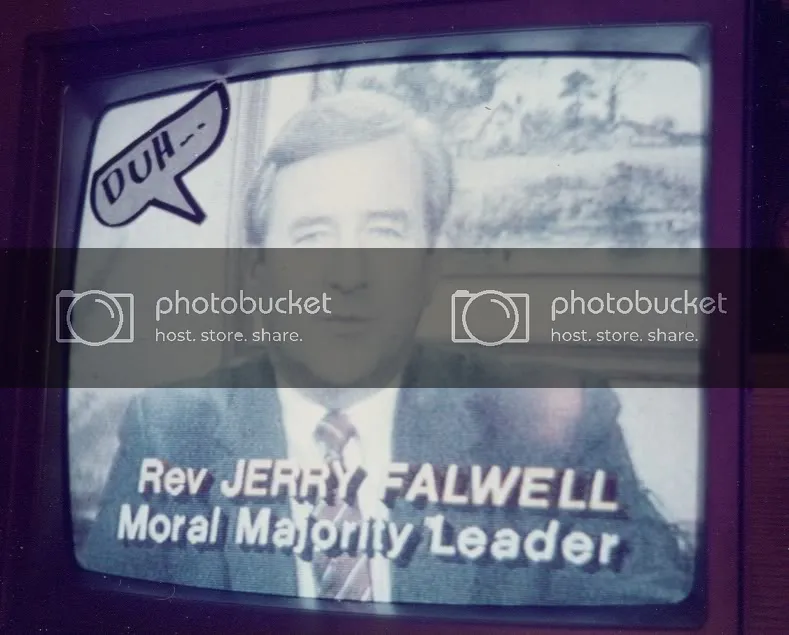 DUH--
photobucket
host. store. share.
photobucket
host. store. share.
Rev JERRY FALWELL
Moral Majority Leader